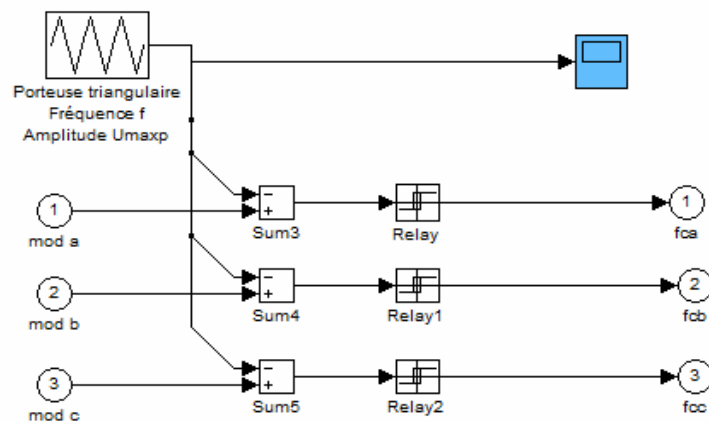 Porteuse triangulaire
Fréquence f
Amplitude Umaxp
1
mod a
− +
Sum3
Relay
1
fca
2
mod b
− +
Sum4
Relay1
2
fcb
3
mod c
− +
Sum5
Relay2
3
fcc